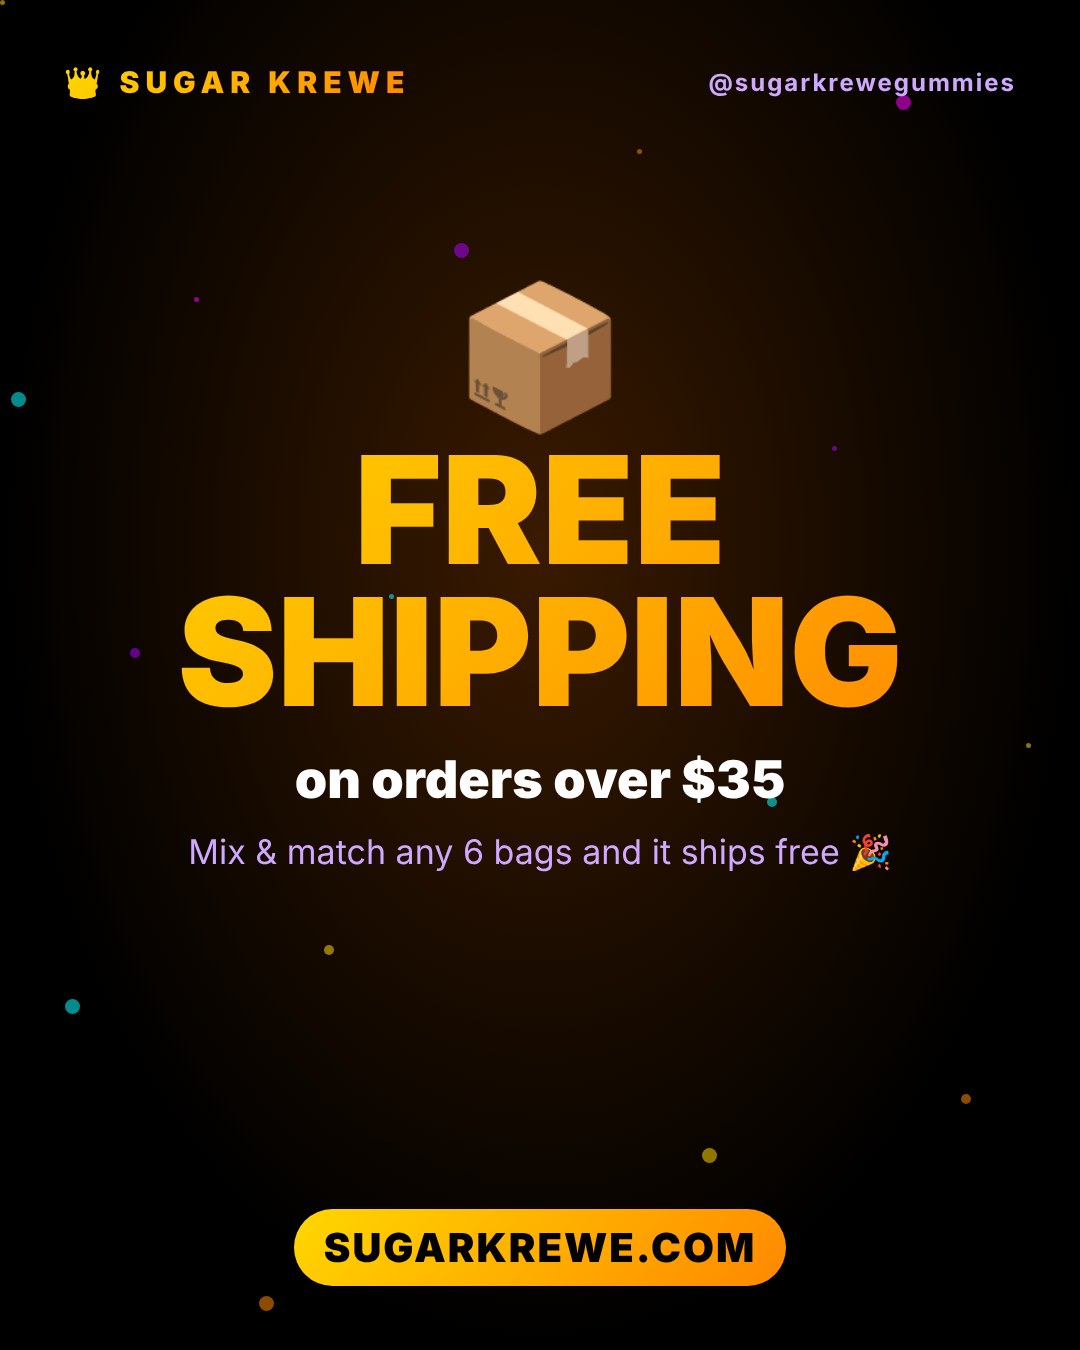 SUGAR KREWE
@sugarkrewegummies
FREE
SHIPPING
on orders over $35
Mix & match any 6 bags and it ships free 🎉
SUGARKREWE.COM